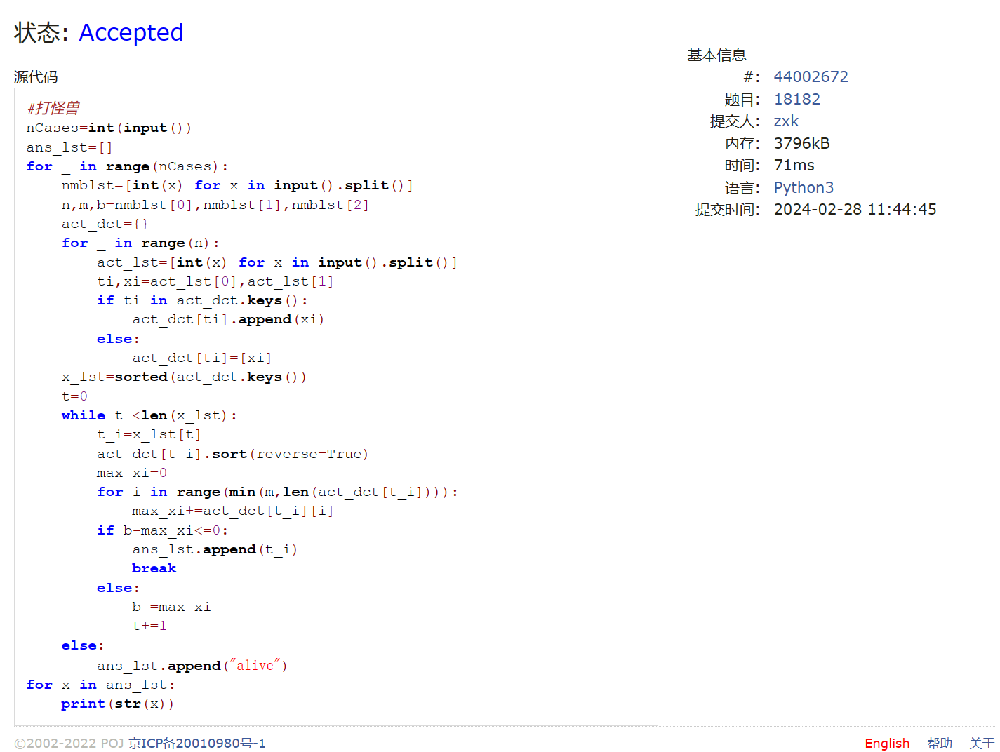 状态: Accepted
源代码
#打怪兽
nCases=int(input())
ans_lst=[]
for _ in range(nCases):
    nmblst=[int(x) for x in input().split()]
    n,m,b=nmblst[0],nmblst[1],nmblst[2]
    act_dct={}
    for _ in range(n):
        act_lst=[int(x) for x in input().split()]
        ti,xi=act_lst[0],act_lst[1]
        if ti in act_dct.keys():
            act_dct[ti].append(xi)
        else:
            act_dct[ti]=[xi]
    x_lst=sorted(act_dct.keys())
    t=0
    while t <len(x_lst):
        t_i=x_lst[t]
        act_dct[t_i].sort(reverse=True)
        max_xi=0
        for i in range(min(m,len(act_dct[t_i]))):
            max_xi+=act_dct[t_i][i]
        if b-max_xi<=0:
            ans_lst.append(t_i)
            break
        else:
            b-=max_xi
            t+=1
    else:
        ans_lst.append("alive")
for x in ans_lst:
    print(str(x))
基本信息
#: 44002672
题目: 18182
提交人: zxk
内存: 3796kB
时间: 71ms
语言: Python3
提交时间: 2024-02-28 11:44:45
©2002-2022 POJ 京ICP备20010980号-1
English 帮助 关于